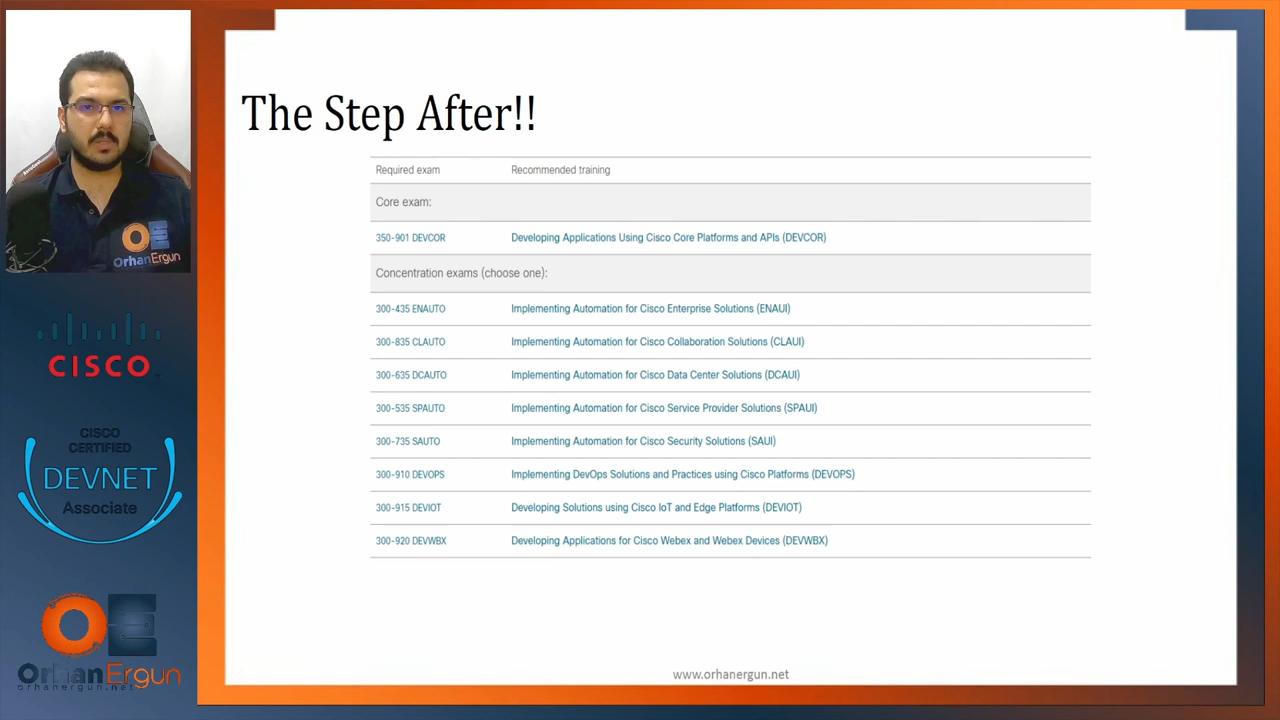 The Step After!!
Required exam Recommended training
Core exam:
350-901 DEVCOR Developing Applications Using Cisco Core Platforms and APIs (DEVCOR)
Concentration exams (choose one):
300-435 ENAUTO Implementing Automation for Cisco Enterprise Solutions (ENAUI)
300-835 CLAUTO Implementing Automation for Cisco Collaboration Solutions (CLAUI)
300-635 DCAUTO Implementing Automation for Cisco Data Center Solutions (DCAUI)
300-535 SPAUTO Implementing Automation for Cisco Service Provider Solutions (SPAUI)
300-735 SAUTO Implementing Automation for Cisco Security Solutions (SAUI)
300-910 DEVOPS Implementing DevOps Solutions and Practices using Cisco Platforms (DEVOPS)
300-915 DEVIOT Developing Solutions using Cisco IoT and Edge Platforms (DEVIOT)
300-920 DEVWBX Developing Applications for Cisco Webex and Webex Devices (DEVWBX)
www.orhanergun.net
OE
OrhanErgun
CISCO
CISCO
CERTIFIED
DEVNET
Associate
OE
OrhanErgun
orhanergun.net